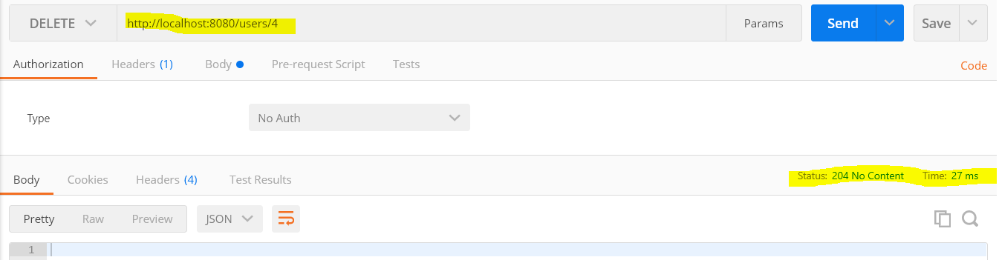 DELETE http://localhost:8080/users/4 Params Send Save
Authorization Headers (1) Body Pre-request Script Tests Code
Type No Auth
Body Cookies Headers (4) Test Results Status: 204 No Content Time: 27 ms
Pretty Raw Preview JSON
1